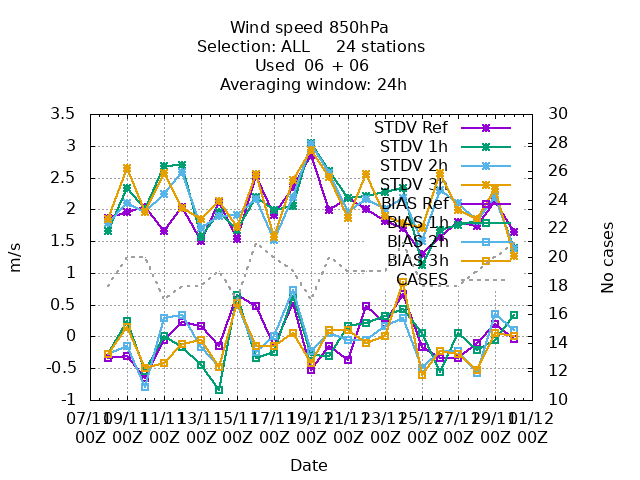 Wind speed 850hPa
Selection: ALL     24 stations
Used  06 + 06
Averaging window: 24h
3.5
3
2.5
2
1.5
1
0.5
0
-0.5
-1
30
28
26
24
22
20
18
16
14
12
10
m/s
No cases
STDV Ref
STDV 1h
STDV 2h
STDV 3h
BIAS Ref
BIAS 1h
BIAS 2h
BIAS 3h
CASES
07/11 09/11 11/11 13/11 15/11 17/11 19/11 21/11 23/11 25/11 27/11 29/11 01/12
00Z 00Z 00Z 00Z 00Z 00Z 00Z 00Z 00Z 00Z 00Z 00Z 00Z
Date